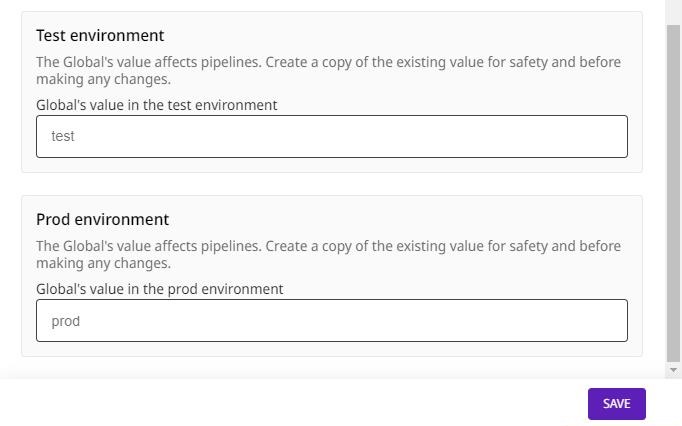 Test environment
The Global's value affects pipelines. Create a copy of the existing value for safety and before
making any changes.
Global's value in the test environment
test
Prod environment
The Global's value affects pipelines. Create a copy of the existing value for safety and before
making any changes.
Global's value in the prod environment
prod
SAVE